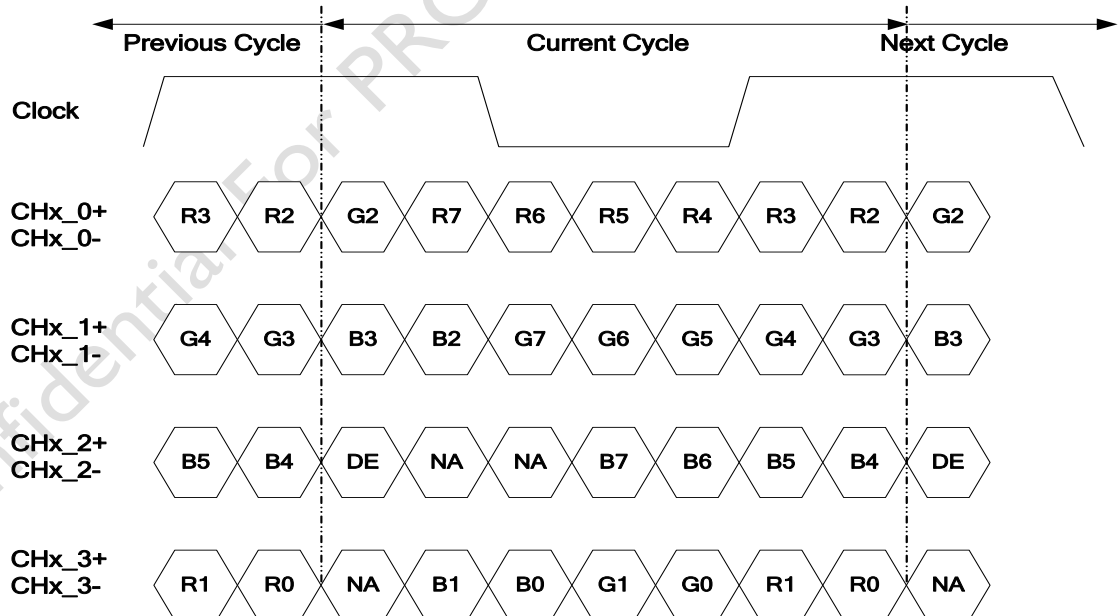 Previous Cycle Current Cycle Next Cycle
Clock
CHx_0+
CHx_0-
R3 R2 G2 R7 R6 R5 R4 R3 R2 G2
CHx_1+
CHx_1-
G4 G3 B3 B2 G7 G6 G5 G4 G3 B3
CHx_2+
CHx_2-
B5 B4 DE NA NA B7 B6 B5 B4 DE
CHx_3+
CHx_3-
R1 R0 NA B1 B0 G1 G0 R1 R0 NA